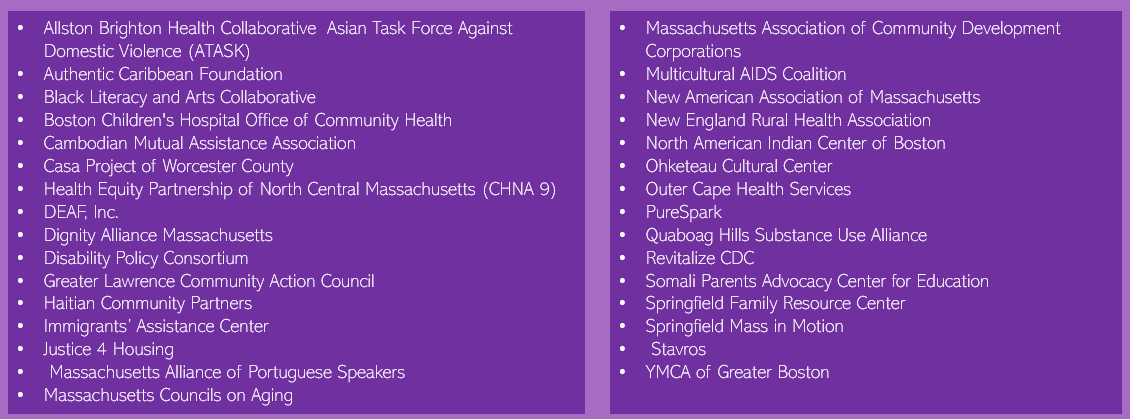 • Allston Brighton Health Collaborative  Asian Task Force Against
Domestic Violence (ATASK)
• Authentic Caribbean Foundation
• Black Literacy and Arts Collaborative
• Boston Children's Hospital Office of Community Health
• Cambodian Mutual Assistance Association
• Casa Project of Worcester County
• Health Equity Partnership of North Central Massachusetts (CHNA 9)
• DEAF, Inc.
• Dignity Alliance Massachusetts
• Disability Policy Consortium
• Greater Lawrence Community Action Council
• Haitian Community Partners
• Immigrants’ Assistance Center
• Justice 4 Housing
• Massachusetts Alliance of Portuguese Speakers
• Massachusetts Councils on Aging
• Massachusetts Association of Community Development
Corporations
• Multicultural AIDS Coalition
• New American Association of Massachusetts
• New England Rural Health Association
• North American Indian Center of Boston
• Ohketeau Cultural Center
• Outer Cape Health Services
• PureSpark
• Quaboag Hills Substance Use Alliance
• Revitalize CDC
• Somali Parents Advocacy Center for Education
• Springfield Family Resource Center
• Springfield Mass in Motion
• Stavros
• YMCA of Greater Boston